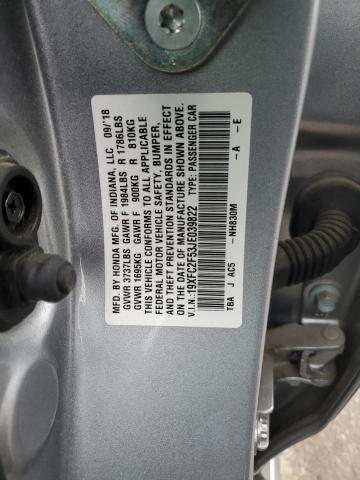 MFD. BY HONDA OF INDIANA, LLC 09/'18
GVWR 3737LBS GAWR F 1984LBS R 1786LBS
GVWR 1695KG GAWR F 900KG R 810KG
THIS VEHICLE CONFORMS TO ALL APPLICABLE
FEDERAL MOTOR VEHICLE SAFETY, BUMPER,
AND THEFT PREVENTION STANDARDS IN EFFECT
ON THE DATE OF MANUFACTURE SHOWN ABOVE.
V.I.N.:19XFC2F53JE039822 TYPE: PASSENGER CAR
TBA J AC5 -NH830M -A -E